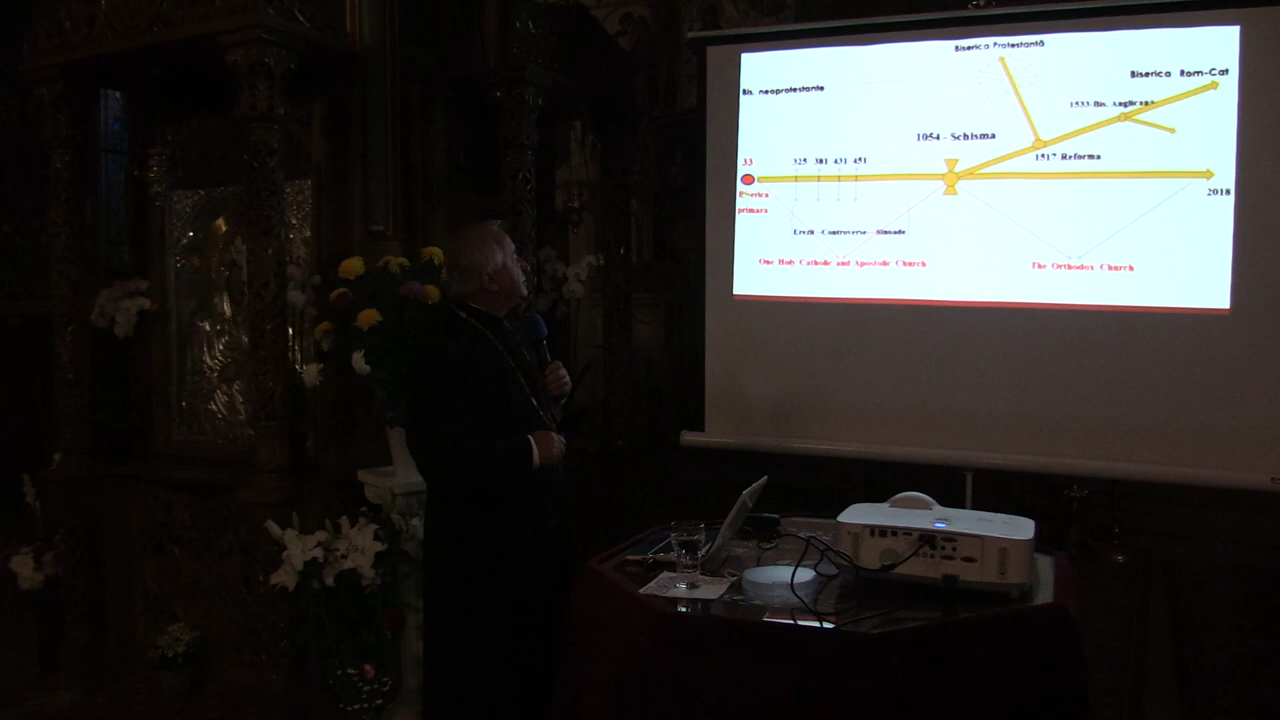 Biserica Protestantă
Biserica Rom-Cat
Bis. neoprotestante
1533 Bis. Anglicana
1054 - Schisma
1517 Reforma
33
325 381 431 451
Biserica
primara
2018
Erezii Controverse Sinoade
One Holy Catholic and Apostolic Church
The Orthodox Church